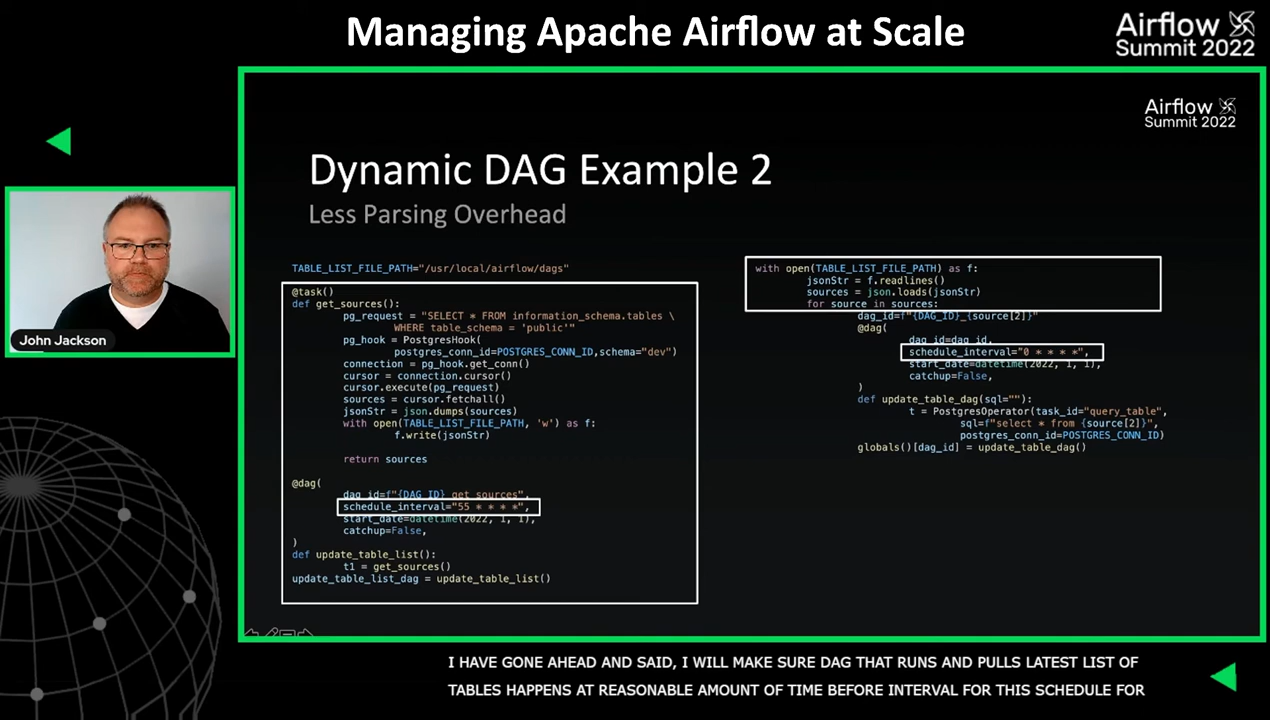 Managing Apache Airflow at Scale
Airflow
Summit 2022
Airflow
Summit 2022
Dynamic DAG Example 2
Less Parsing Overhead
John Jackson
TABLE_LIST_FILE_PATH="/usr/local/airflow/dags"
@task()
def get_sources():
pg_request = "SELECT * FROM information_schema.tables \
WHERE table_schema = 'public'"
pg_hook = PostgresHook(
postgres_conn_id=POSTGRES_CONN_ID,schema="dev")
connection = pg_hook.get_conn()
cursor = connection.cursor()
cursor.execute(pg_request)
sources = cursor.fetchall()
jsonStr = json.dumps(sources)
with open(TABLE_LIST_FILE_PATH, 'w') as f:
f.write(jsonStr)
return sources
@dag(
dag_id=f"{DAG_ID}_get_sources",
schedule_interval="55 * * * *",
start_date=datetime(2022, 1, 1),
catchup=False,
)
def update_table_list():
t1 = get_sources()
update_table_list_dag = update_table_list()
with open(TABLE_LIST_FILE_PATH) as f:
jsonStr = f.readlines()
sources = json.loads(jsonStr)
for source in sources:
dag_id=f"{DAG_ID}_{source[2]}"
@dag(
dag_id=dag_id,
schedule_interval="0 * * * *",
start_date=datetime(2022, 1, 1),
catchup=False,
)
def update_table_dag(sql=""):
t = PostgresOperator(task_id="query_table",
sql=f"select * from {source[2]}",
postgres_conn_id=POSTGRES_CONN_ID)
globals()[dag_id] = update_table_dag()
I HAVE GONE AHEAD AND SAID, I WILL MAKE SURE DAG THAT RUNS AND PULLS LATEST LIST OF
TABLES HAPPENS AT REASONABLE AMOUNT OF TIME BEFORE INTERVAL FOR THIS SCHEDULE FOR